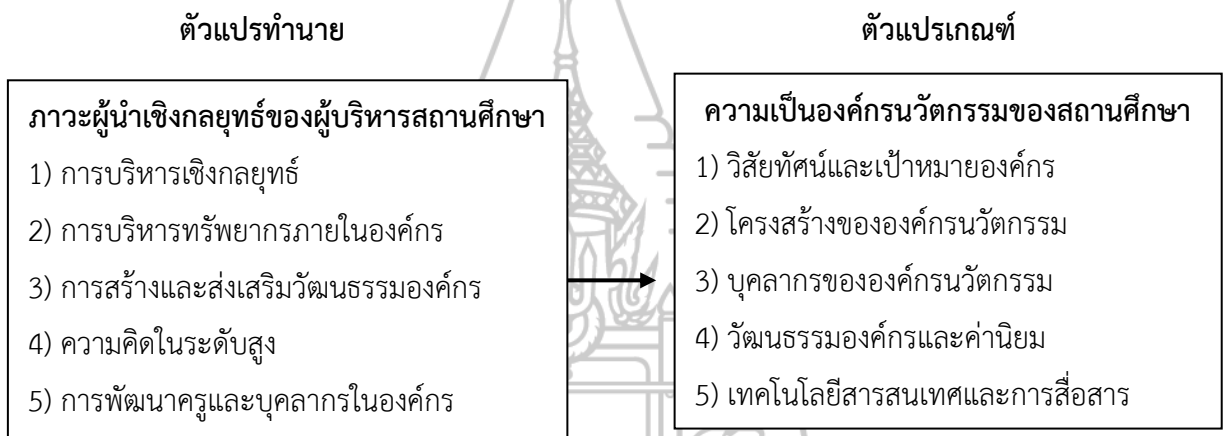 ตัวแปรทำนาย
ภาวะผู้นำเชิงกลยุทธ์ของผู้บริหารสถานศึกษา
1) การบริหารเชิงกลยุทธ์
2) การบริหารทรัพยากรภายในองค์กร
3) การสร้างและส่งเสริมวัฒนธรรมองค์กร
4) ความคิดในระดับสูง
5) การพัฒนาครูและบุคลากรในองค์กร
ตัวแปรเกณฑ์
ความเป็นองค์กรนวัตกรรมของสถานศึกษา
1) วิสัยทัศน์และเป้าหมายองค์กร
2) โครงสร้างขององค์กรนวัตกรรม
3) บุคลากรขององค์กรนวัตกรรม
4) วัฒนธรรมองค์กรและค่านิยม
5) เทคโนโลยีสารสนเทศและการสื่อสาร